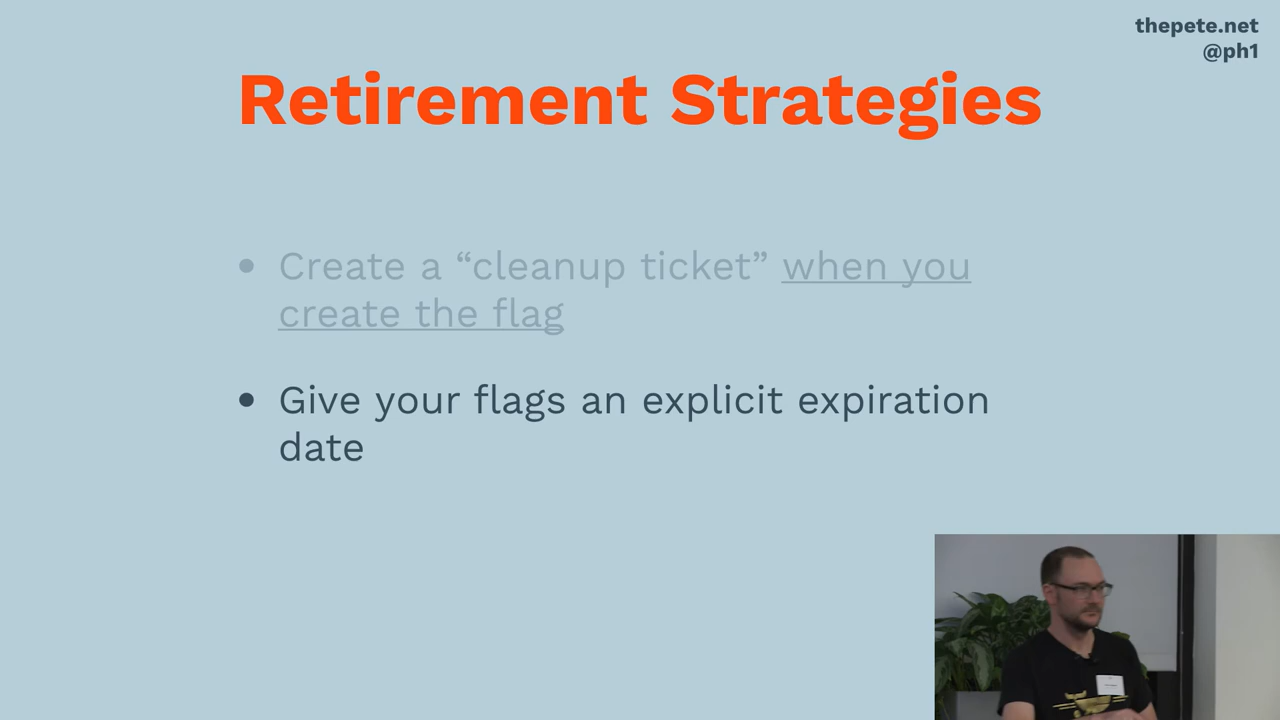 thepete.net
@ph1
Retirement Strategies
• Create a “cleanup ticket” when you
create the flag
• Give your flags an explicit expiration
date